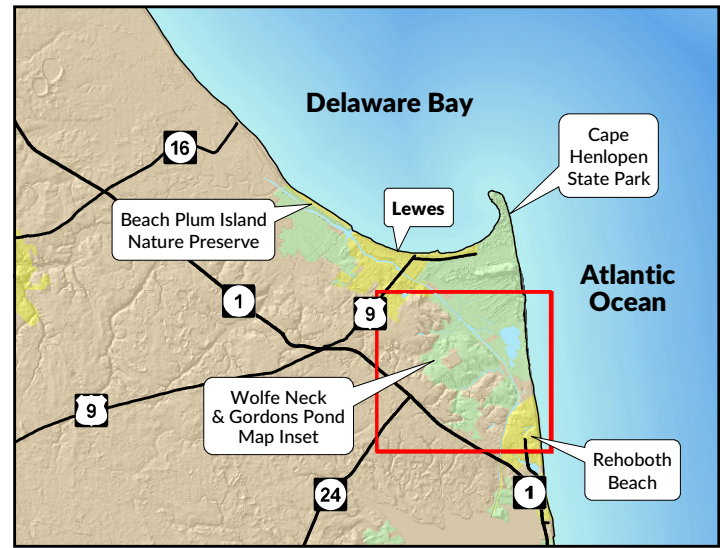 Delaware Bay
Cape
Henlopen
State Park
16
Beach Plum Island
Nature Preserve
Lewes
Atlantic
Ocean
1
9
Wolfe Neck
& Gordons Pond
Map Inset
9
Rehoboth
Beach
24
1